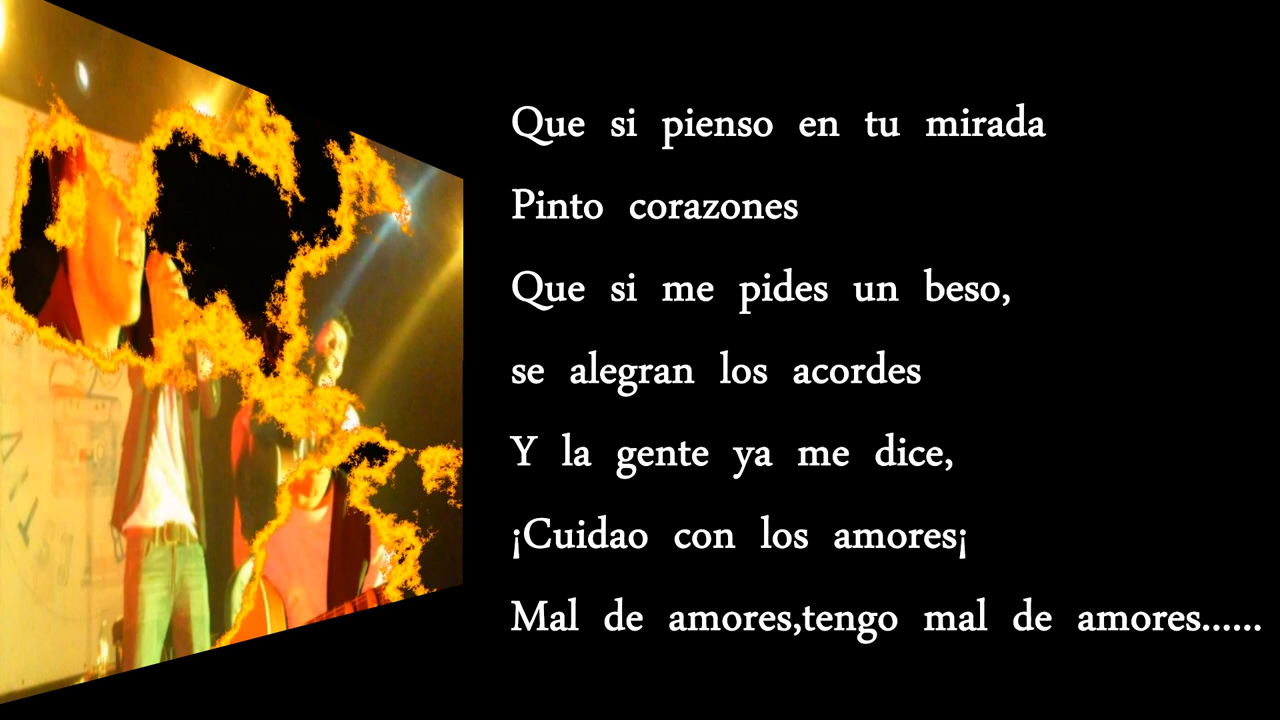 Que si pienso en tu mirada
Pinto corazones
Que si me pides un beso,
se alegran los acordes
Y la gente ya me dice,
¡Cuidao con los amores¡
Mal de amores,tengo mal de amores......